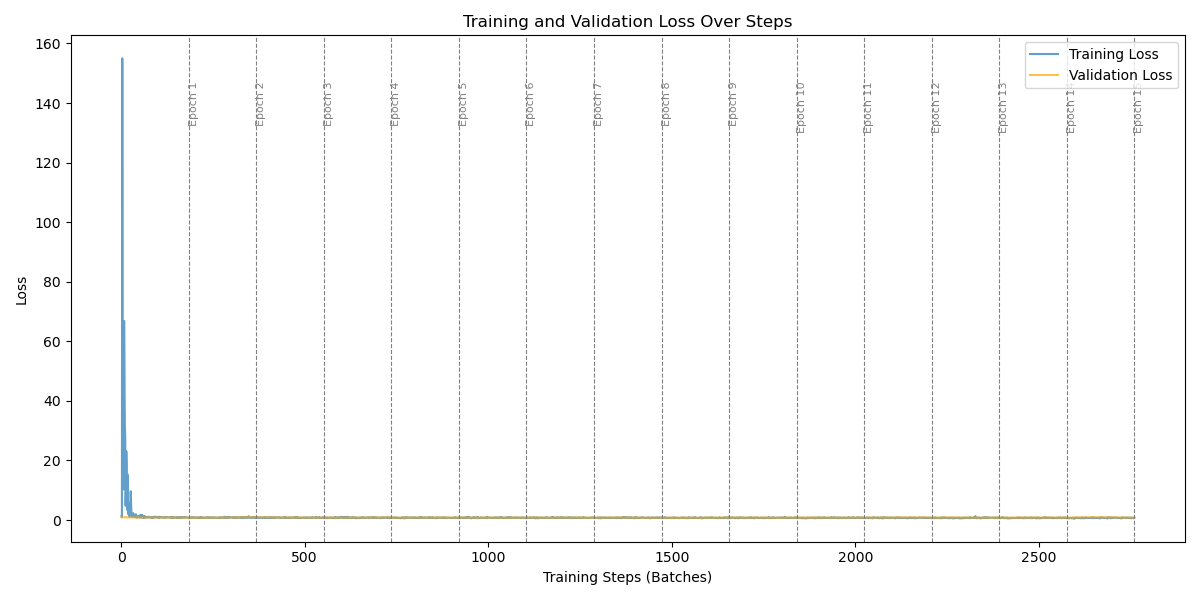 Training and Validation Loss Over Steps
Training Loss
Validation Loss
160
140
120
100
80
60
40
20
0
Loss
Epoch 1
Epoch 2
Epoch 3
Epoch 4
Epoch 5
Epoch 6
Epoch 7
Epoch 8
Epoch 9
Epoch 10
Epoch 11
Epoch 12
Epoch 13
Epoch
Epoch
0
500
1000
1500
2000
2500
Training Steps (Batches)